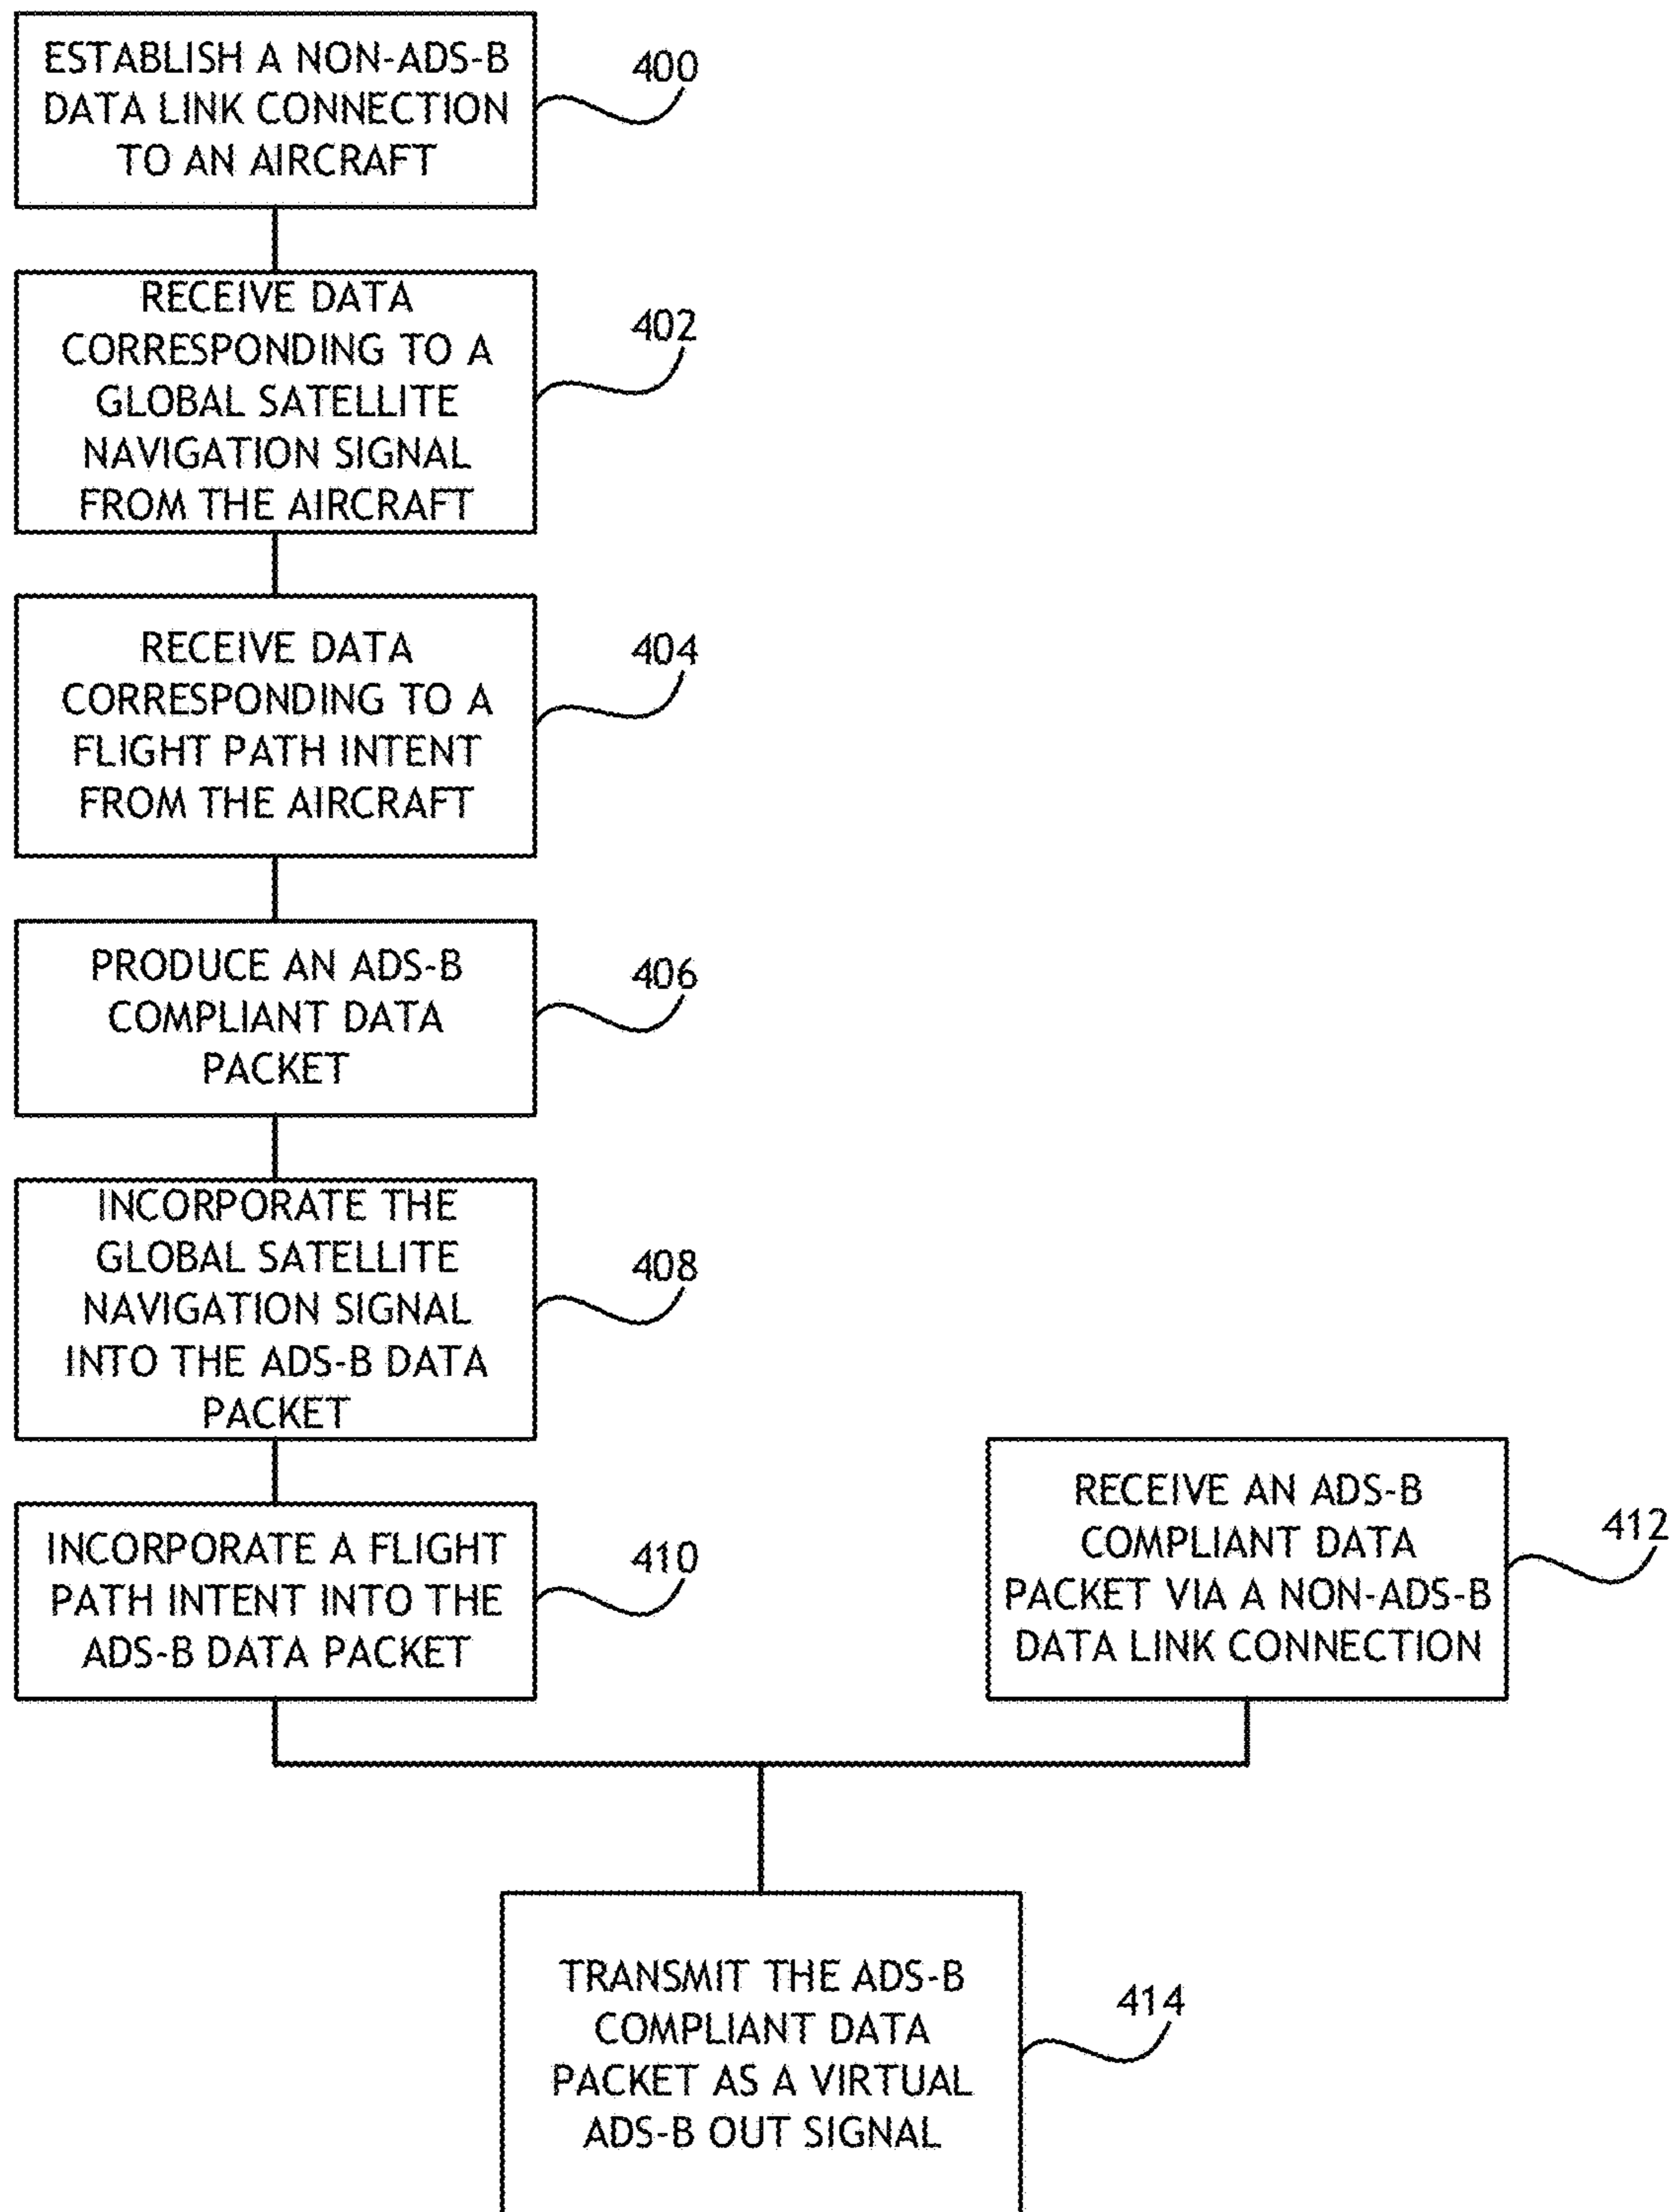 ESTABLISH A NON-ADS-B
DATA LINK CONNECTION
TO AN AIRCRAFT
400
RECEIVE DATA
CORRESPONDING TO A
GLOBAL SATELLITE
NAVIGATION SIGNAL
FROM THE AIRCRAFT
402
RECEIVE DATA
CORRESPONDING TO A
FLIGHT PATH INTENT
FROM THE AIRCRAFT
404
PRODUCE AN ADS-B
COMPLIANT DATA
PACKET
406
INCORPORATE THE
GLOBAL SATELLITE
NAVIGATION SIGNAL
INTO THE ADS-B DATA
PACKET
408
INCORPORATE A FLIGHT
PATH INTENT INTO THE
ADS-B DATA PACKET
410
RECEIVE AN ADS-B
COMPLIANT DATA
PACKET VIA A NON-ADS-B
DATA LINK CONNECTION
412
TRANSMIT THE ADS-B
COMPLIANT DATA
PACKET AS A VIRTUAL
ADS-B OUT SIGNAL
414